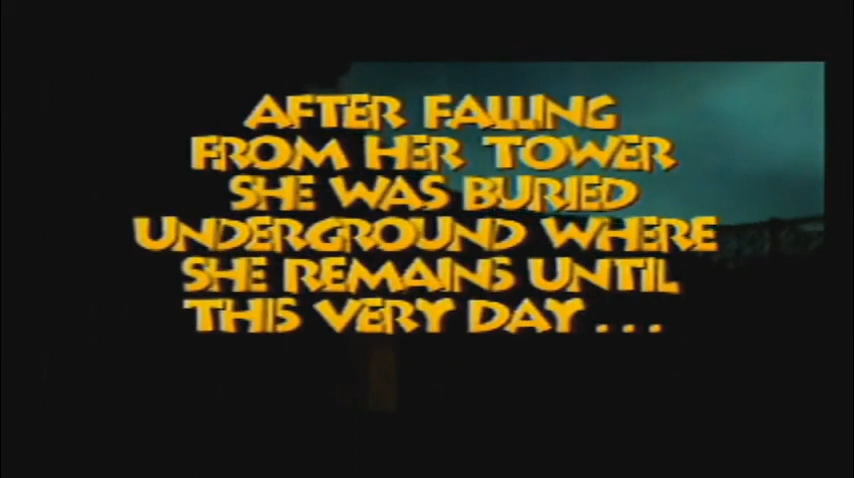 AFTER FALLING
FROM HER TOWER
SHE WAS BURIED
UNDERGROUND WHERE
SHE REMAINS UNTIL
THIS VERY DAY...